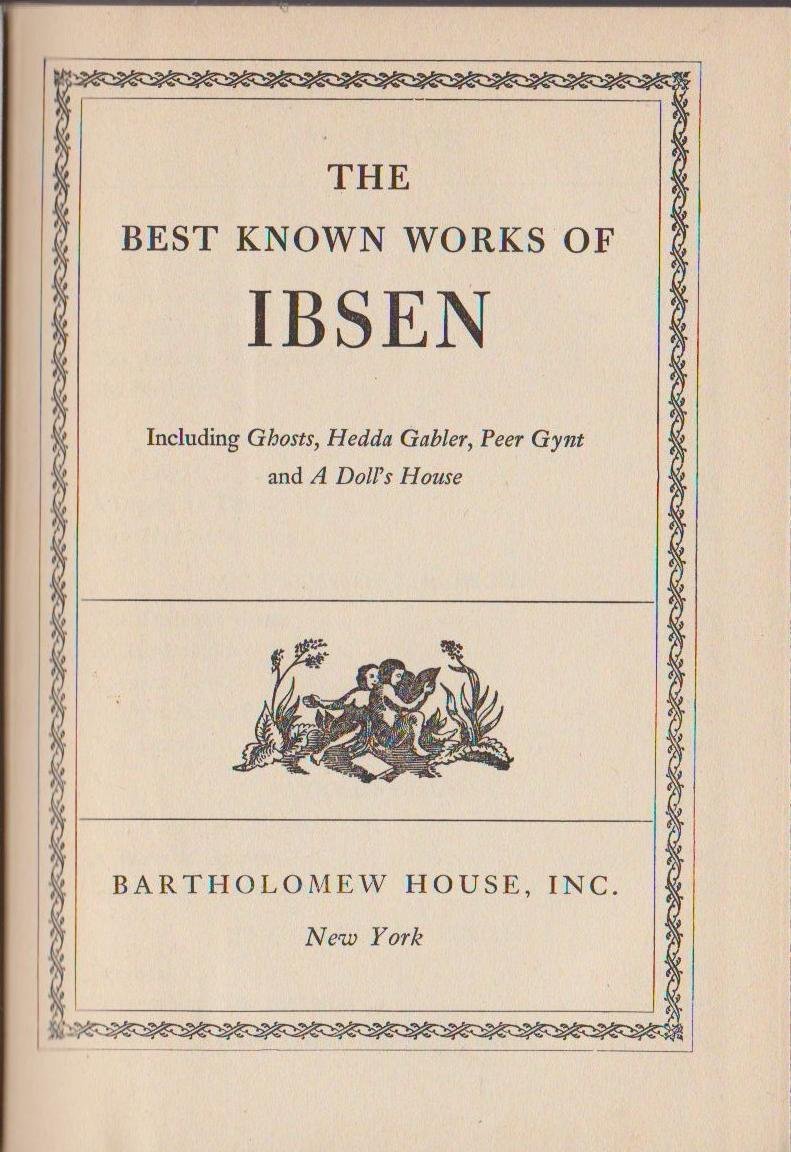 THE
BEST KNOWN WORKS OF
IBSEN
Including Ghosts, Hedda Gabler, Peer Gynt
and A Doll's House
BARTHOLOMEW HOUSE, INC.
New York